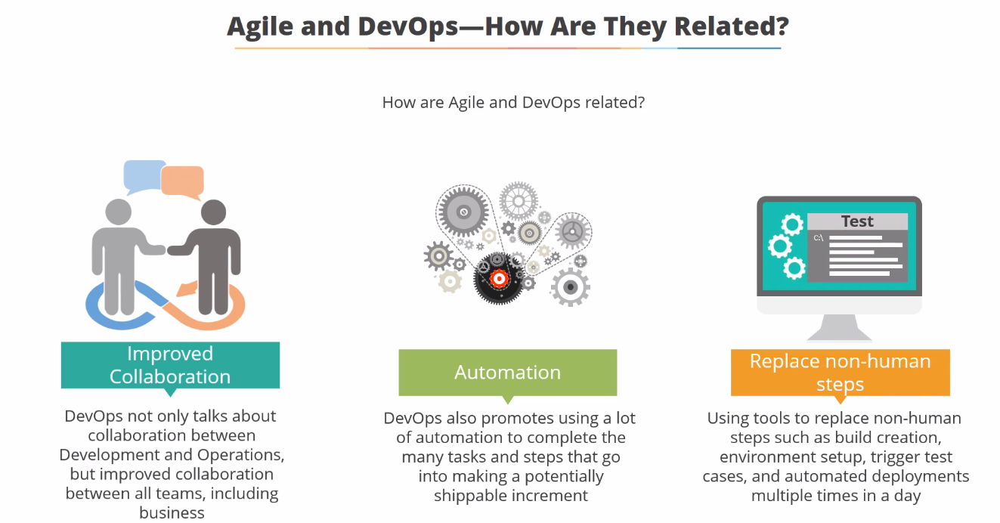 Agile and DevOps—How Are They Related?
How are Agile and DevOps related?
Test
C:\
Improved
Collaboration
DevOps not only talks about
collaboration between
Development and Operations,
but improved collaboration
between all teams, including
business
Automation
DevOps also promotes using a lot
of automation to complete the
many tasks and steps that go
into making a potentially
shippable increment
Replace non-human
steps
Using tools to replace non-human
steps such as build creation,
environment setup, trigger test
cases, and automated deployments
multiple times in a day